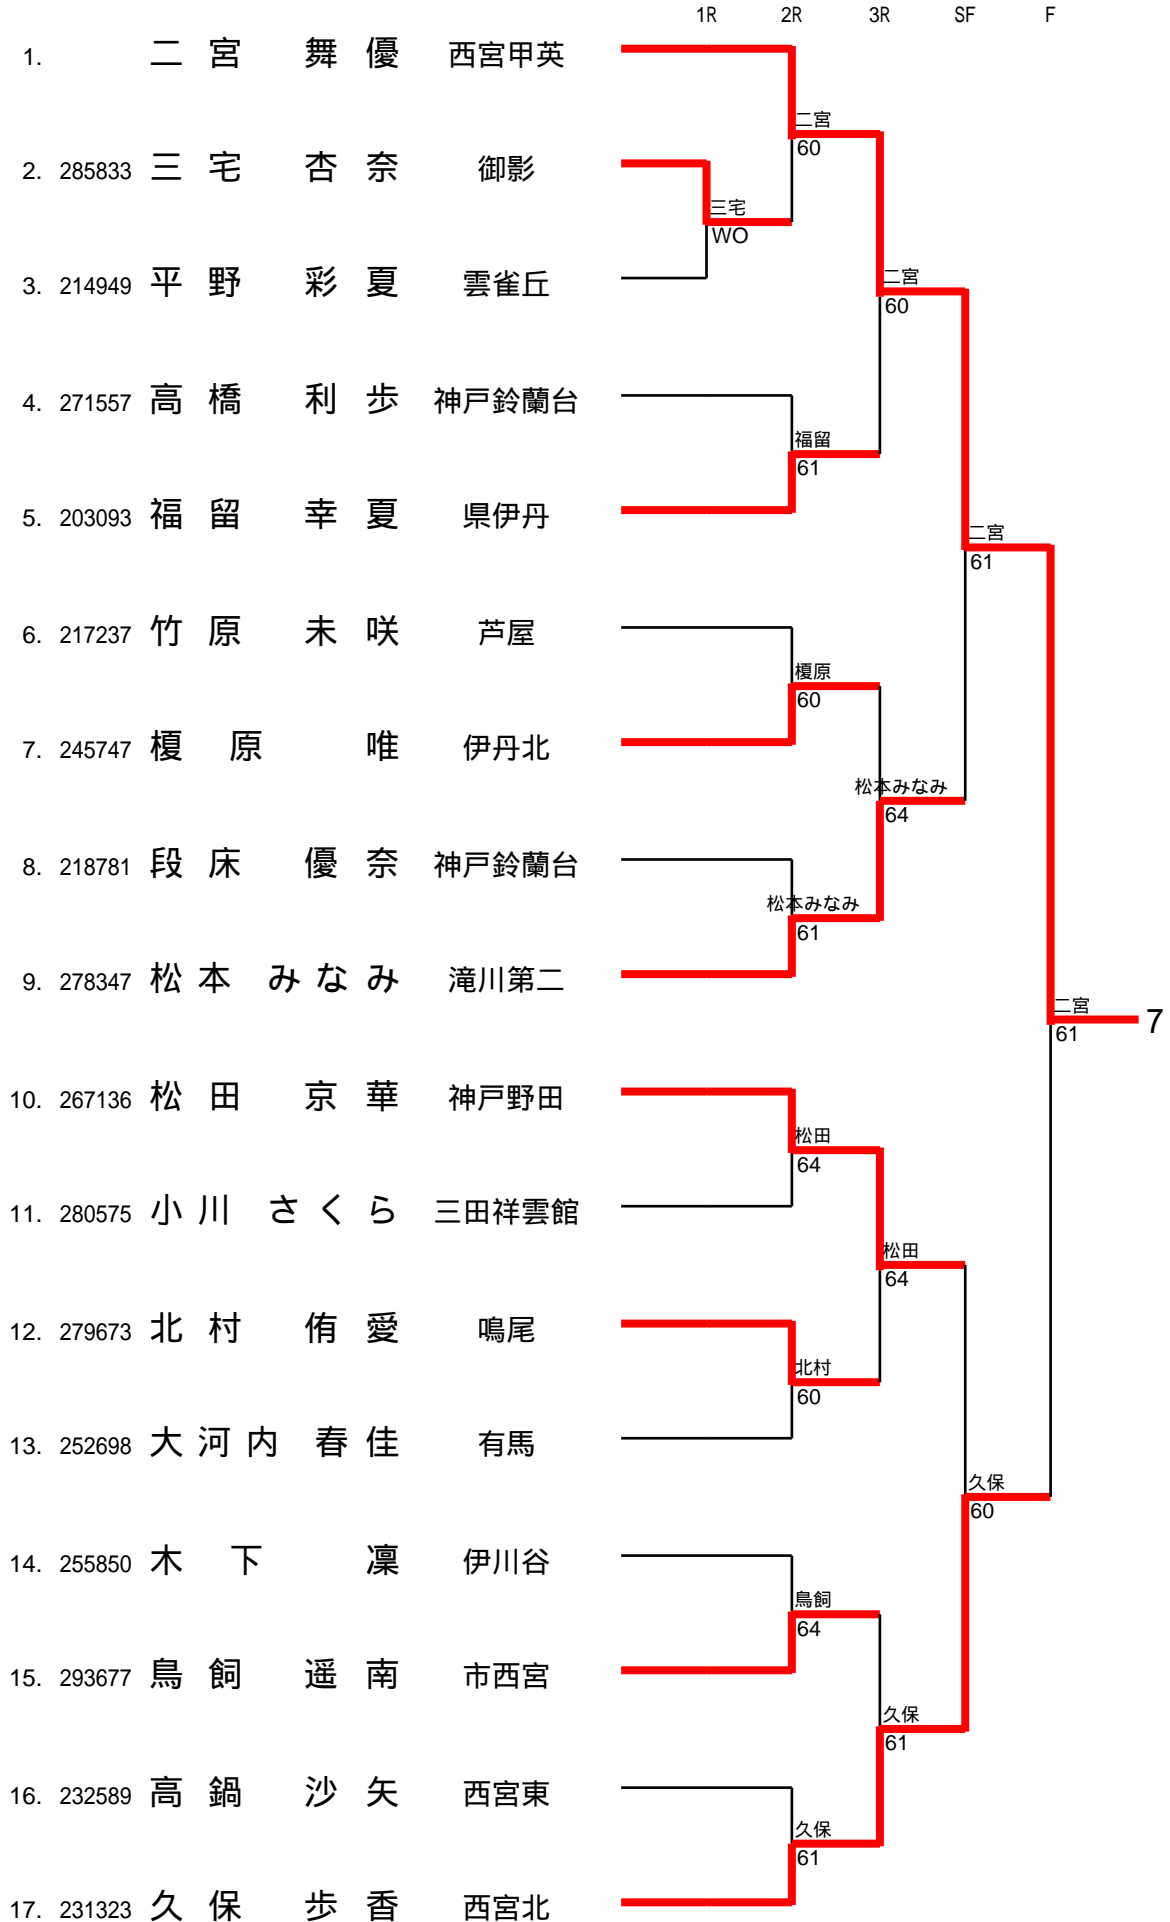 1R 2R 3R SF F
1. 二宮 舞優 西宮甲英
二宮
60
2. 285833 三宅 杏奈 御影
三宅
WO
3. 214949 平野 彩夏 雲雀丘
二宮
60
4. 271557 高橋 利歩 神戸鈴蘭台
福留
61
5. 203093 福留 幸夏 県伊丹
二宮
61
6. 217237 竹原 未咲 芦屋
榎原
60
7. 245747 榎原 唯 伊丹北
松本みなみ
64
8. 218781 段床 優奈 神戸鈴蘭台
松本みなみ
61
9. 278347 松本 みなみ 滝川第二
二宮
61
7
10. 267136 松田 京華 神戸野田
松田
64
11. 280575 小川 さくら 三田祥雲館
松田
64
12. 279673 北村 侑愛 鳴尾
北村
60
13. 252698 大河内 春佳 有馬
久保
60
14. 255850 木下 凜 伊川谷
鳥飼
64
15. 293677 鳥飼 遥南 市西宮
久保
61
16. 232589 高鍋 沙矢 西宮東
久保
61
17. 231323 久保 歩香 西宮北